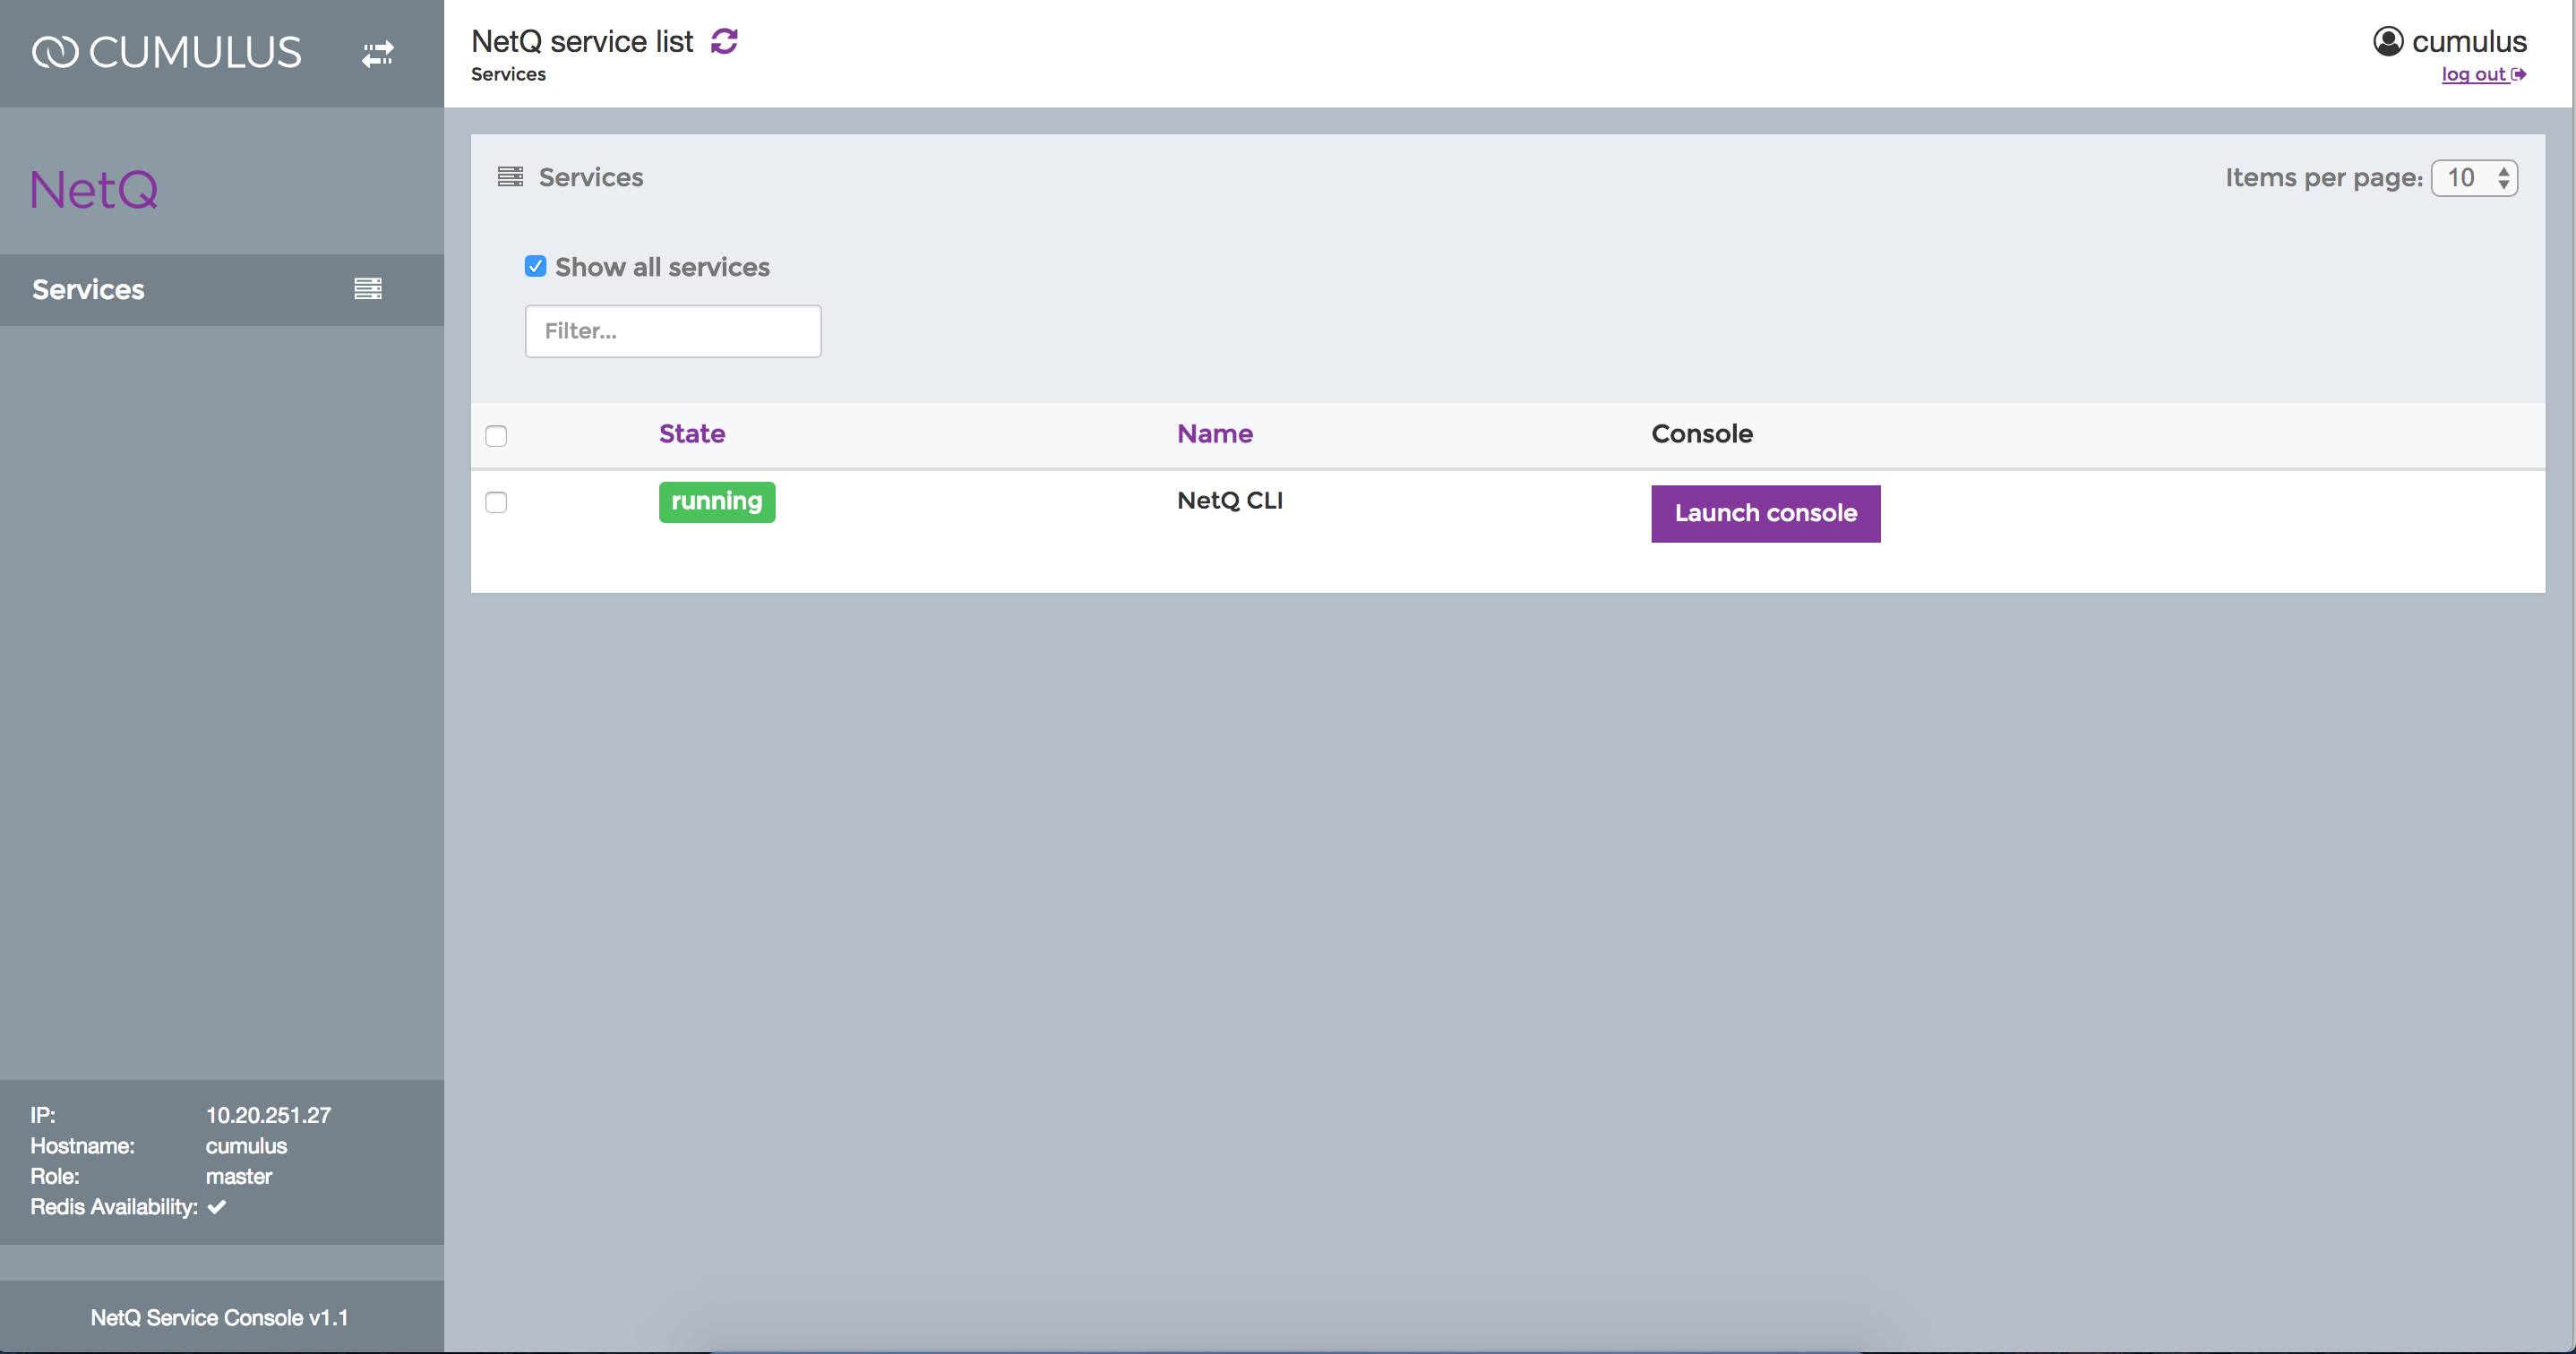 CUMULUS
NetQ service list
Services
cumulus
log out
NetQ
Services
Services
Items per page: 10
Show all services
Filter...
State Name Console
running NetQ CLI Launch console
IP: 10.20.251.27
Hostname: cumulus
Role: master
Redis Availability:
NetQ Service Console v1.1